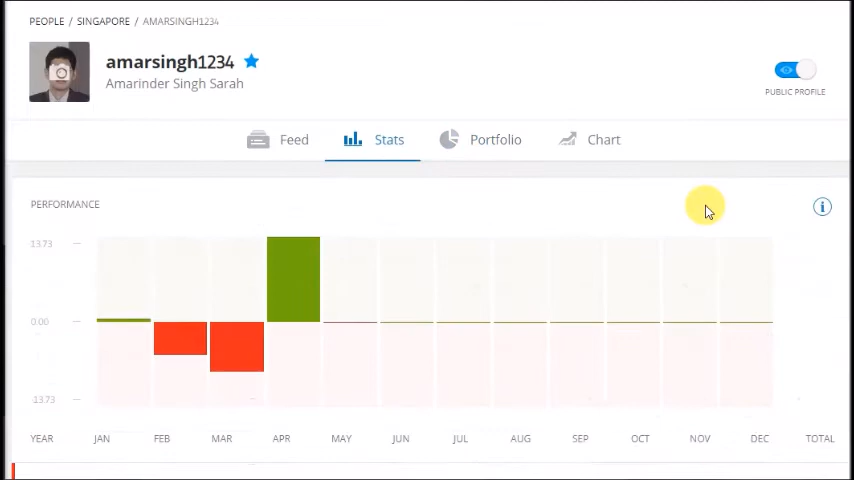 PEOPLE / SINGAPORE / AMARSINGH1234
amarsingh1234
Amarinder Singh Sarah
PUBLIC PROFILE
Feed Stats Portfolio Chart
PERFORMANCE
13.73
0.00
-13.73
YEAR JAN FEB MAR APR MAY JUN JUL AUG SEP OCT NOV DEC TOTAL